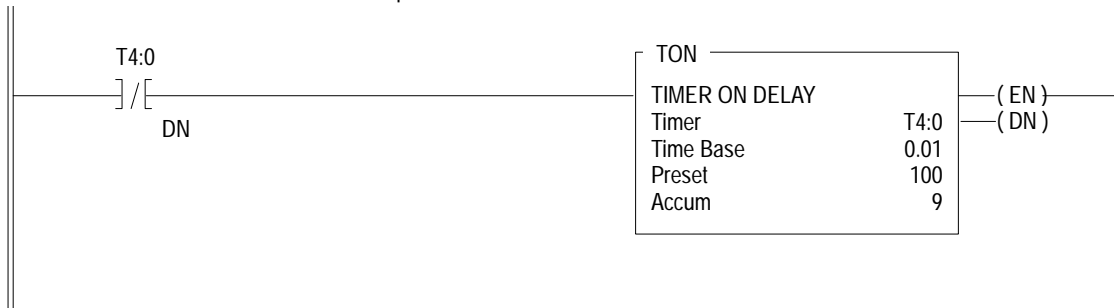 T4:0
] / [
DN
TON
TIMER ON DELAY
Timer T4:0
Time Base 0.01
Preset 100
Accum 9
( EN )
( DN )